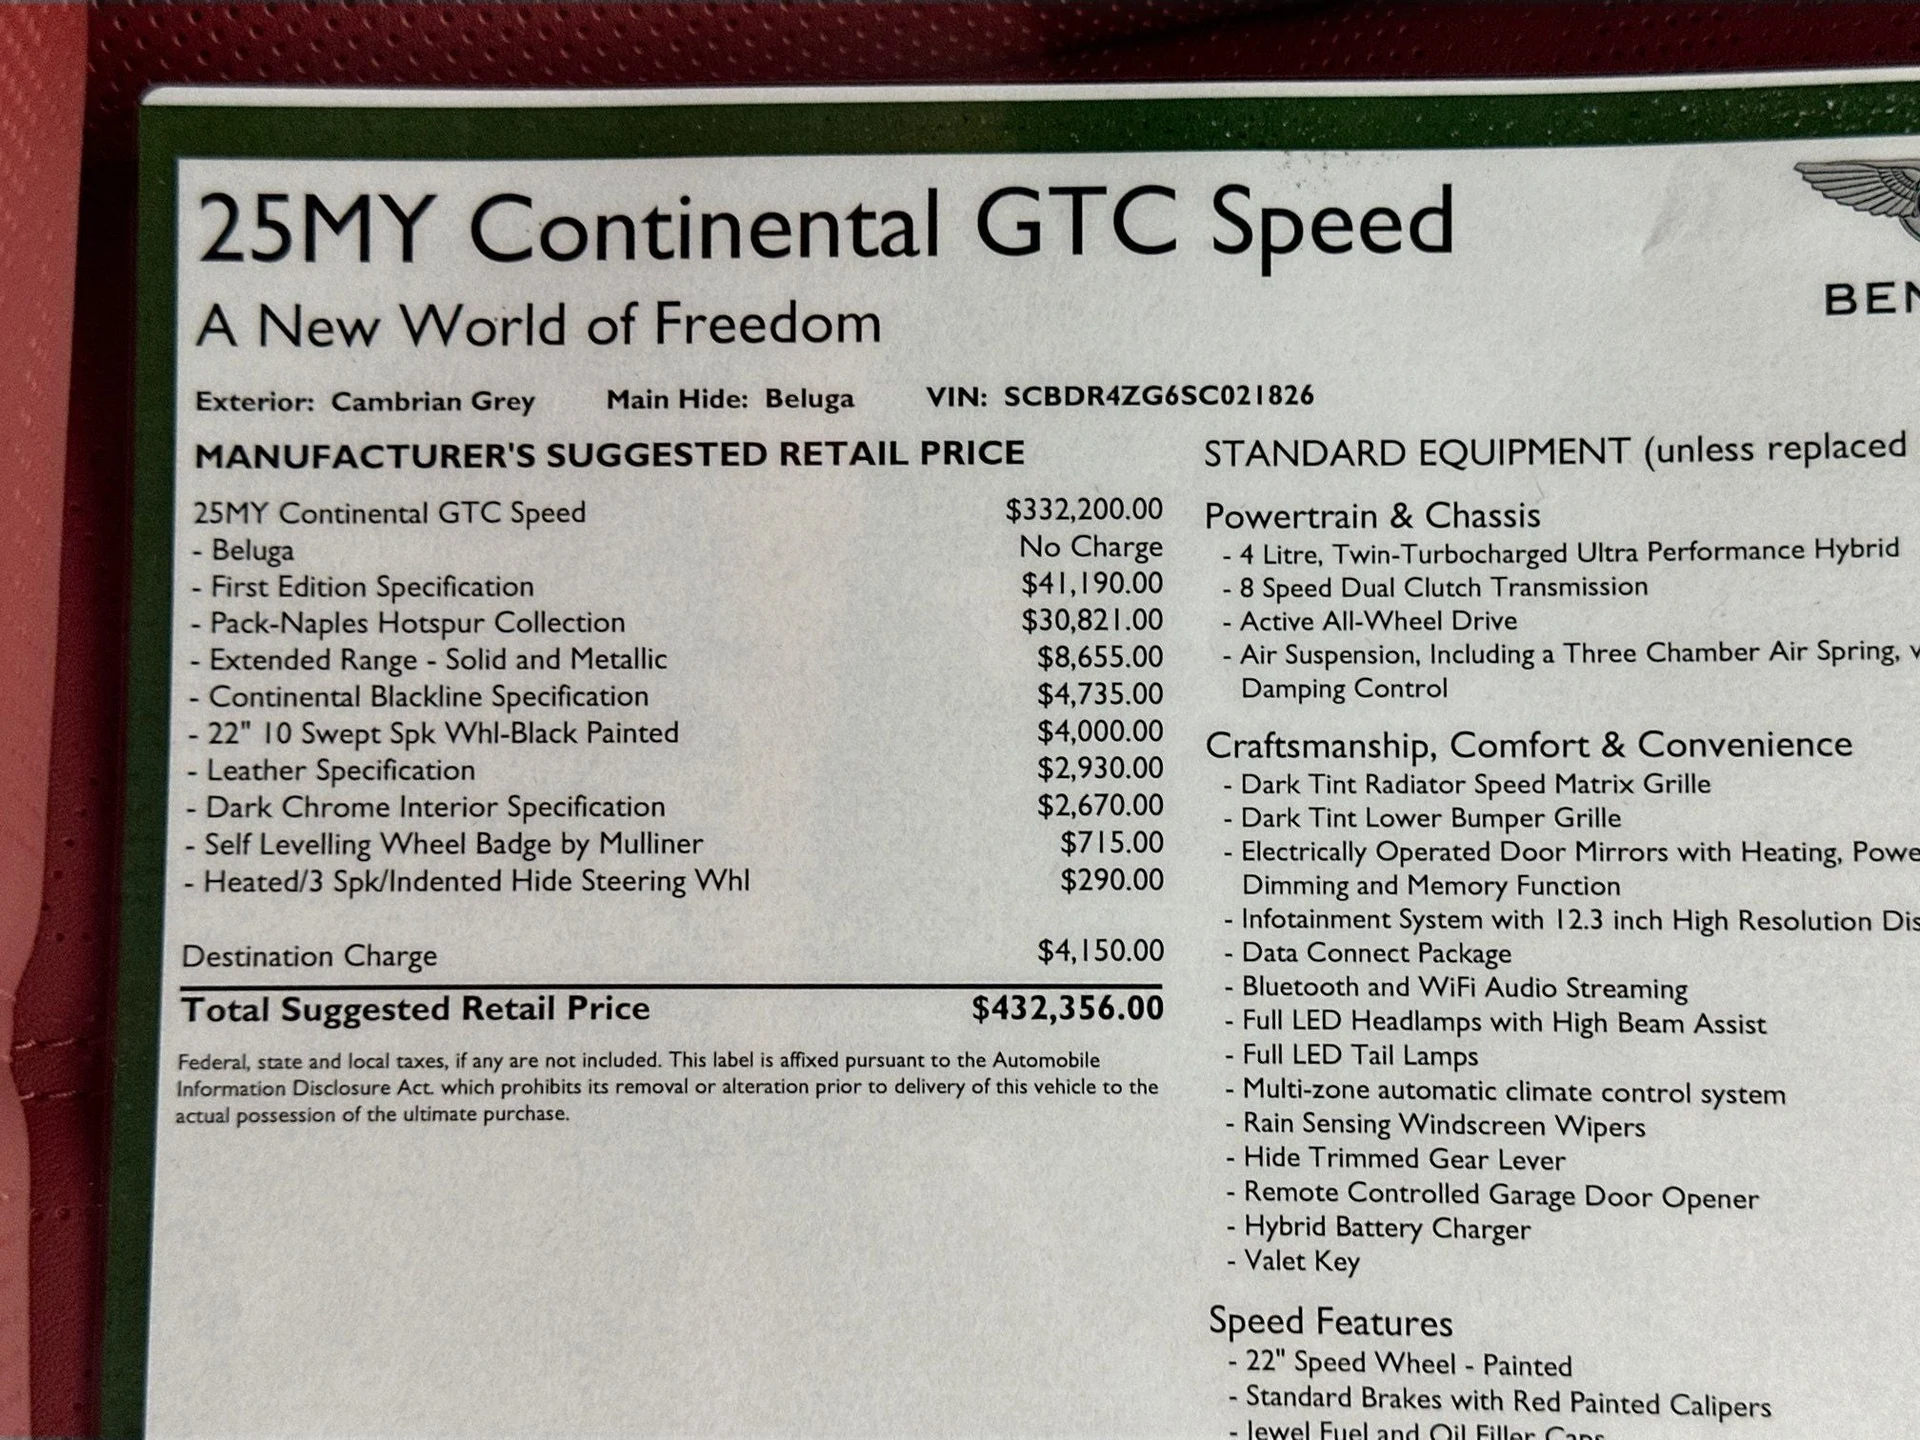 25MY Continental GTC Speed
A New World of Freedom
Exterior: Cambrian Grey Main Hide: Beluga VIN: SCBDR4ZG6SC021826
MANUFACTURER'S SUGGESTED RETAIL PRICE
25MY Continental GTC Speed $332,200.00
- Beluga No Charge
- First Edition Specification $41,190.00
- Pack-Naples Hotspur Collection $30,821.00
- Extended Range - Solid and Metallic $8,655.00
- Continental Blackline Specification $4,735.00
- 22" 10 Swept Spk Whl-Black Painted $4,000.00
- Leather Specification $2,930.00
- Dark Chrome Interior Specification $2,670.00
- Self Levelling Wheel Badge by Mulliner $715.00
- Heated/3 Spk/Indented Hide Steering Whl $290.00
Destination Charge $4,150.00
Total Suggested Retail Price $432,356.00
Federal, state and local taxes, if any are not included. This label is affixed pursuant to the Automobile
Information Disclosure Act. which prohibits its removal or alteration prior to delivery of this vehicle to the
actual possession of the ultimate purchase.
STANDARD EQUIPMENT (unless replaced
Powertrain & Chassis
- 4 Litre, Twin-Turbocharged Ultra Performance Hybrid
- 8 Speed Dual Clutch Transmission
- Active All-Wheel Drive
- Air Suspension, Including a Three Chamber Air Spring,
Damping Control
Craftsmanship, Comfort & Convenience
- Dark Tint Radiator Speed Matrix Grille
- Dark Tint Lower Bumper Grille
- Electrically Operated Door Mirrors with Heating,
Dimming and Memory Function
- Infotainment System with 12.3 inch High Resolution
- Data Connect Package
- Bluetooth and WiFi Audio Streaming
- Full LED Headlamps with High Beam Assist
- Full LED Tail Lamps
- Multi-zone automatic climate control system
- Rain Sensing Windscreen Wipers
- Hide Trimmed Gear Lever
- Remote Controlled Garage Door Opener
- Hybrid Battery Charger
- Valet Key
Speed Features
- 22" Speed Wheel - Painted
- Standard Brakes with Red Painted Calipers
- Jewel Fuel and Oil Filler Caps